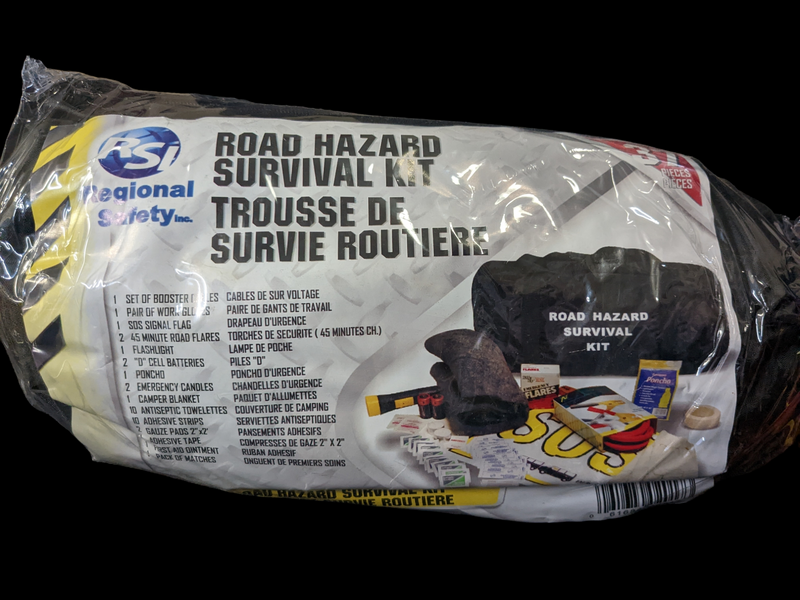 RSI
Regional
Safety Inc.
ROAD HAZARD
SURVIVAL KIT
TROUSSE DE
SURVIE ROUTIERE
37
PIECES
PIÈCES
1 SET OF BOOSTER CABLES
1 PAIR OF WORK GLOVES
1 SOS SIGNAL FLAG
2 45 MINUTE ROAD FLARES
1 FLASHLIGHT
2 "D" CELL BATTERIES
1 PONCHO
2 EMERGENCY CANDLES
1 CAMPER BLANKET
10 ANTISEPTIC TOWELETTES
10 ADHESIVE STRIPS
GAUZE PADS 2"x2"
ADHESIVE TAPE
FIRST AID OINTMENT
PACK OF MATCHES
CABLES DE SUR VOLTAGE
PAIRE DE GANTS DE TRAVAIL
DRAPEAU D'URGENCE
TORCHES DE SECURITE ( 45 MINUTES CH.)
LAMPE DE POCHE
PILES "D"
PONCHO D'URGENCE
CHANDELLES D'URGENCE
PAQUET D'ALLUMETTES
COUVERTURE DE CAMPING
SERVIETTES ANTISEPTIQUES
PANSEMENTS ADHESIFS
COMPRESSES DE GAZE 2" X 2"
RUBAN ADHESIF
ONGUENT DE PREMIERS SOINS
ROAD HAZARD
SURVIVAL
KIT
FLARES
FLARES
Poncho
SOS
ROAD HAZARD SURVIVAL KIT
SURVIE ROUTIERE